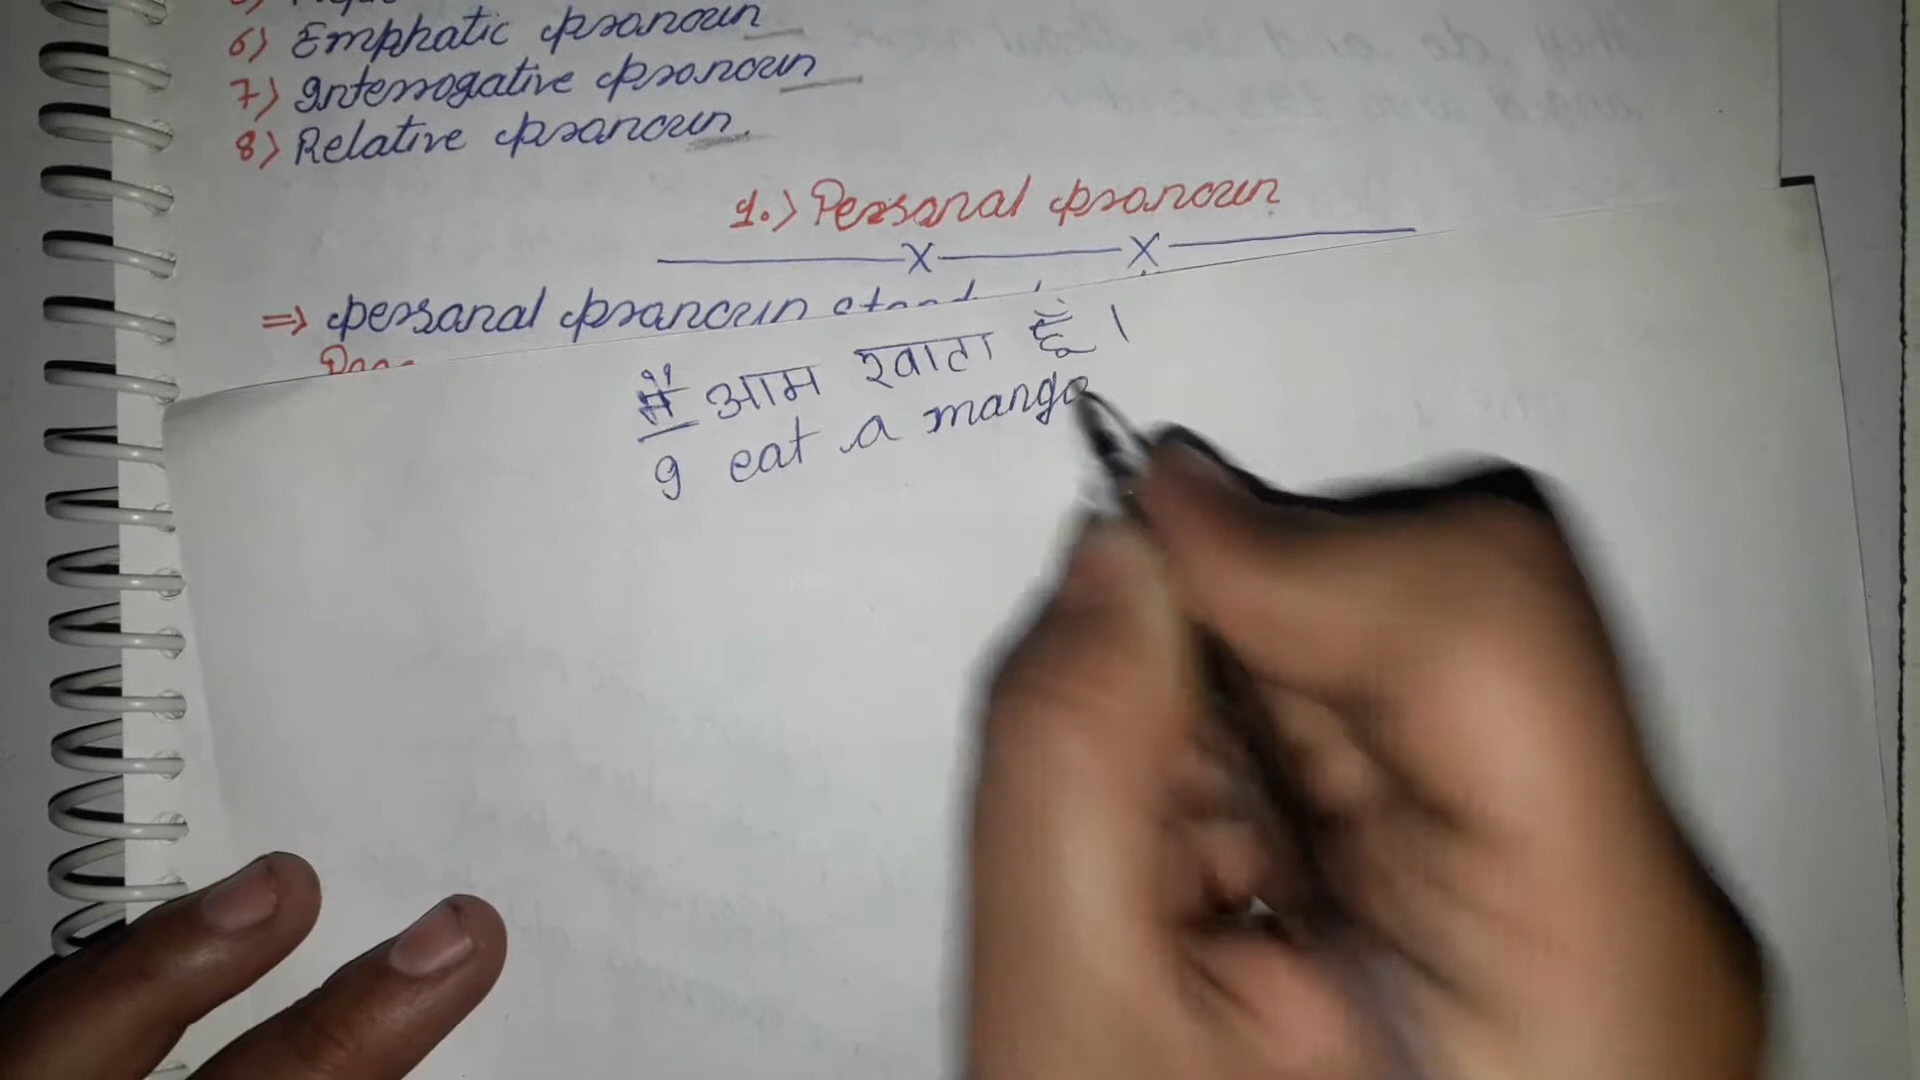 6) Emphatic pronoun
7) Interrogative pronoun
8) Relative pronoun.
1.) Personal pronoun
⇒ personal pronoun
मैं आम खाता हूँ।
I eat a mango